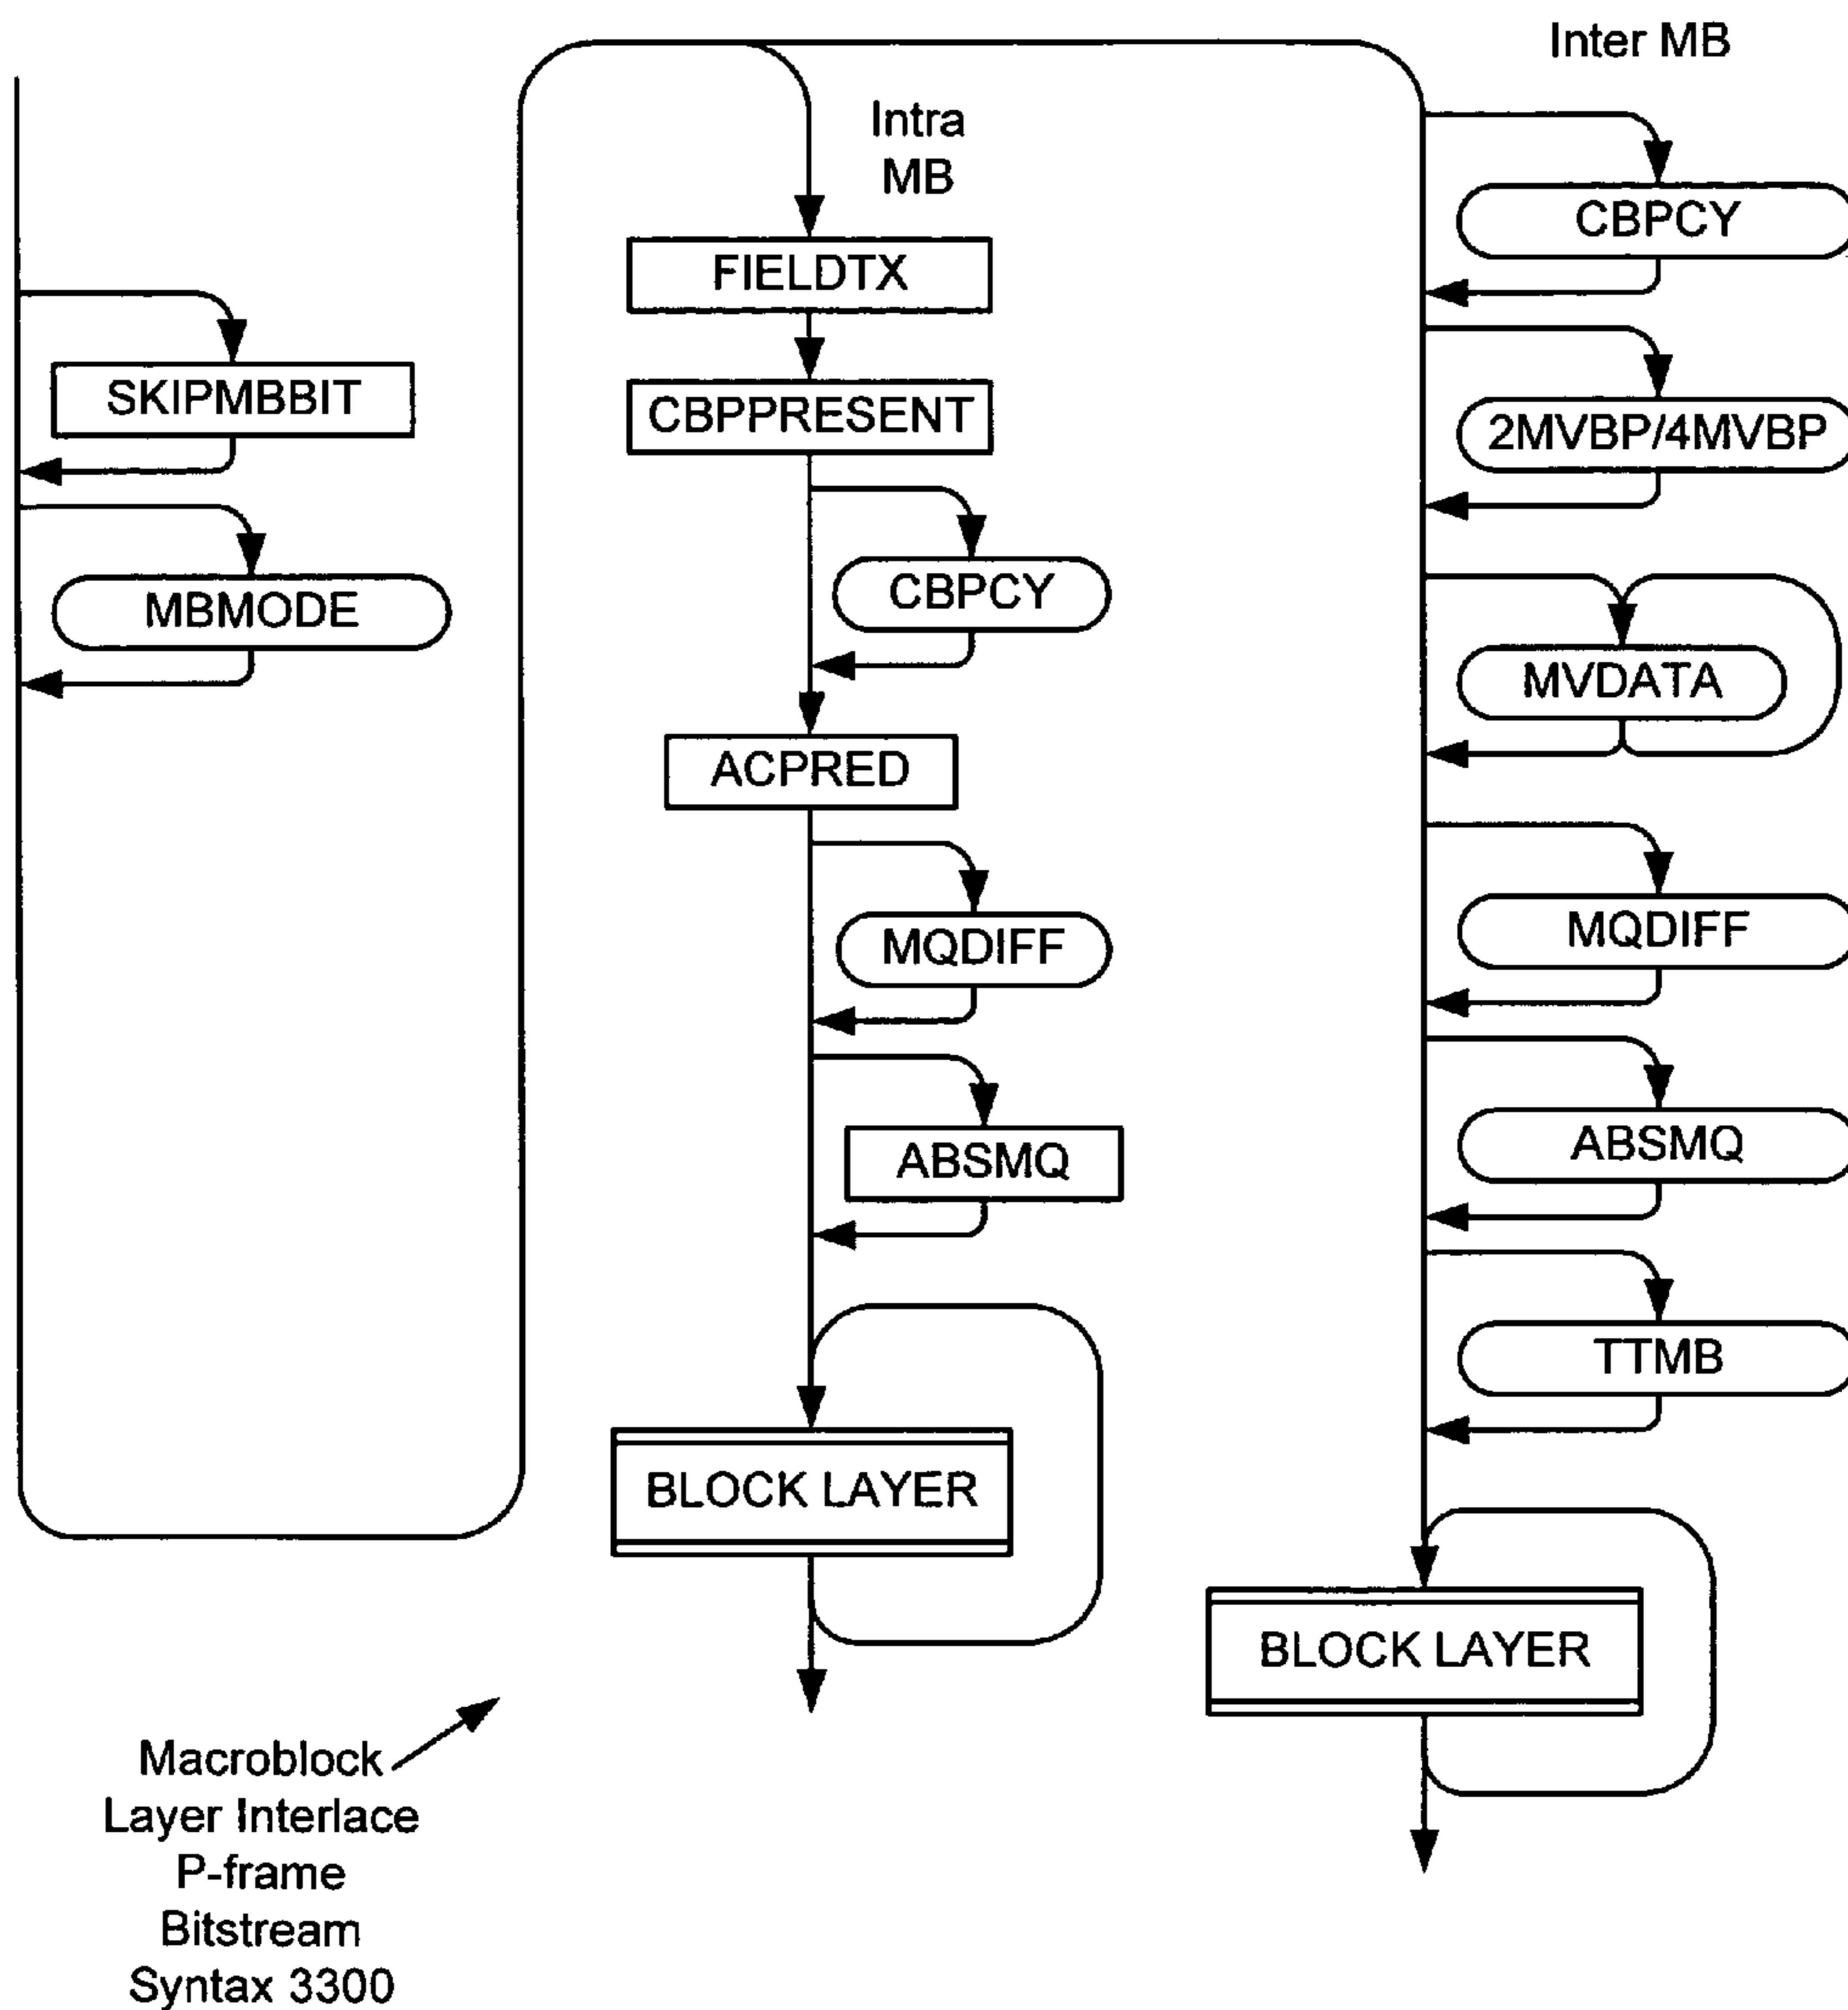 SKIPMBBIT
MBMODE
Intra
MB
FIELDTX
CBPPRESENT
CBPCY
ACPRED
MQDIFF
ABSMQ
BLOCK LAYER
Inter MB
CBPCY
2MVBP/4MVBP
MVDATA
MQDIFF
ABSMQ
TTMB
BLOCK LAYER
Macroblock
Layer Interlace
P-frame
Bitstream
Syntax 3300